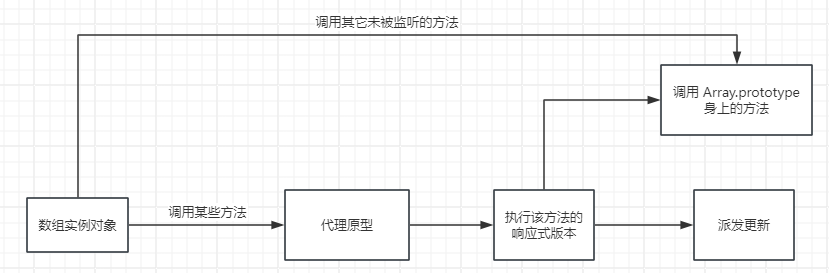 调用其它未被监听的方法
调用 Array.prototype
身上的方法
数组实例对象
调用某些方法
代理原型
执行该方法的
响应式版本
派发更新